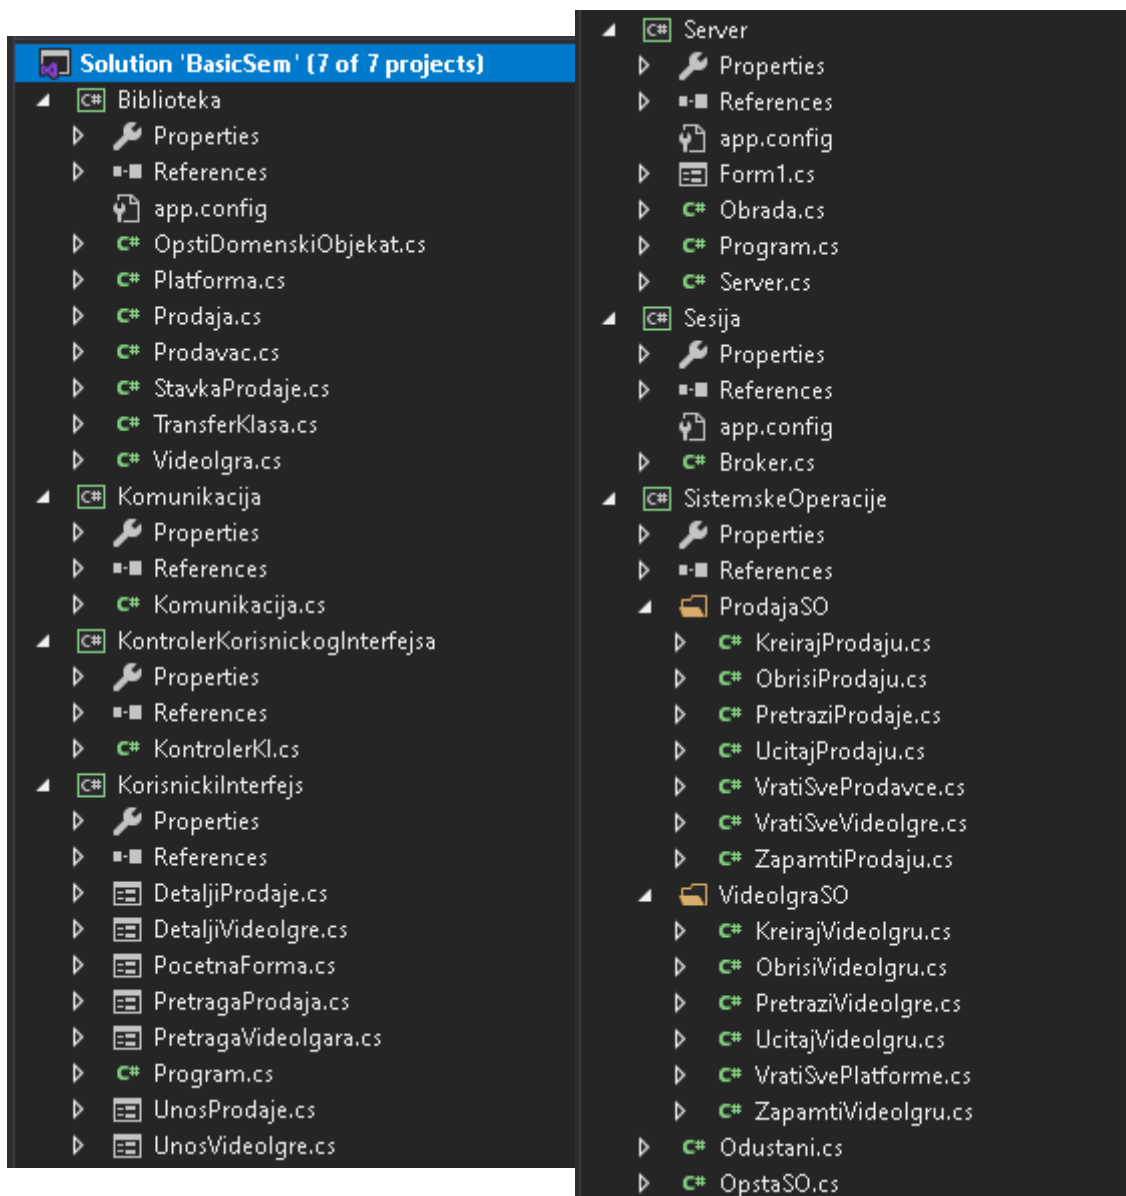 Solution 'BasicSem' (7 of 7 projects)
C# Biblioteka
Properties
References
app.config
C# OpstiDomenskiObjekat.cs
C# Platforma.cs
C# Prodaja.cs
C# Prodavac.cs
C# StavkaProdaje.cs
C# TransferKlasa.cs
C# VideoIgra.cs
C# Komunikacija
Properties
References
C# Komunikacija.cs
C# KontrolerKorisnickogInterfejsa
Properties
References
C# KontrolerKI.cs
C# KorisnickiInterfejs
Properties
References
DetaljiProdaje.cs
DetaljiVideoIgre.cs
PocetnaForma.cs
PretragaProdaja.cs
PretragaVideoIgara.cs
C# Program.cs
UnosProdaje.cs
UnosVideoIgre.cs
C# Server
Properties
References
app.config
Form1.cs
C# Obrada.cs
C# Program.cs
C# Server.cs
C# Sesija
Properties
References
app.config
C# Broker.cs
C# SistemskeOperacije
Properties
References
ProdajaSO
C# KreirajProdaju.cs
C# ObrisiProdaju.cs
C# PretraziProdaje.cs
C# UcitajProdaju.cs
C# VratiSveProdavce.cs
C# VratiSveVideoIgre.cs
C# ZapamtiProdaju.cs
VideoIgraSO
C# KreirajVideoIgru.cs
C# ObrisiVideoIgru.cs
C# PretraziVideoIgre.cs
C# UcitajVideoIgru.cs
C# VratiSvePlatforme.cs
C# ZapamtiVideoIgru.cs
C# Odustani.cs
C# OpstaSO.cs